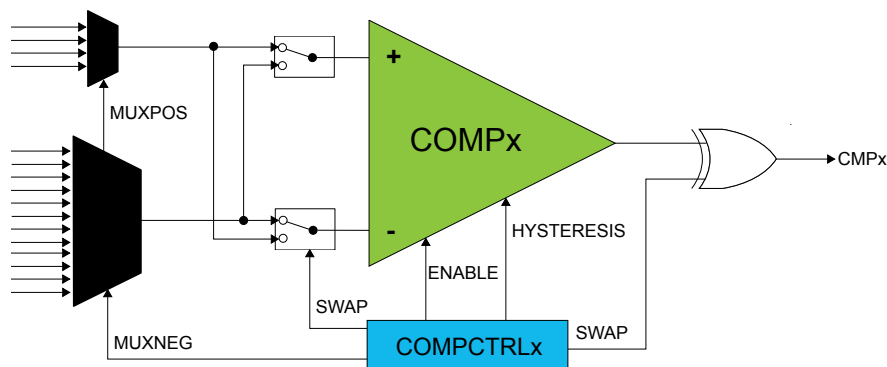 MUXPOS
+
COMPx
CMPx
-
HYSTERESIS
ENABLE
SWAP
SWAP
MUXNEG
COMPCTRLx